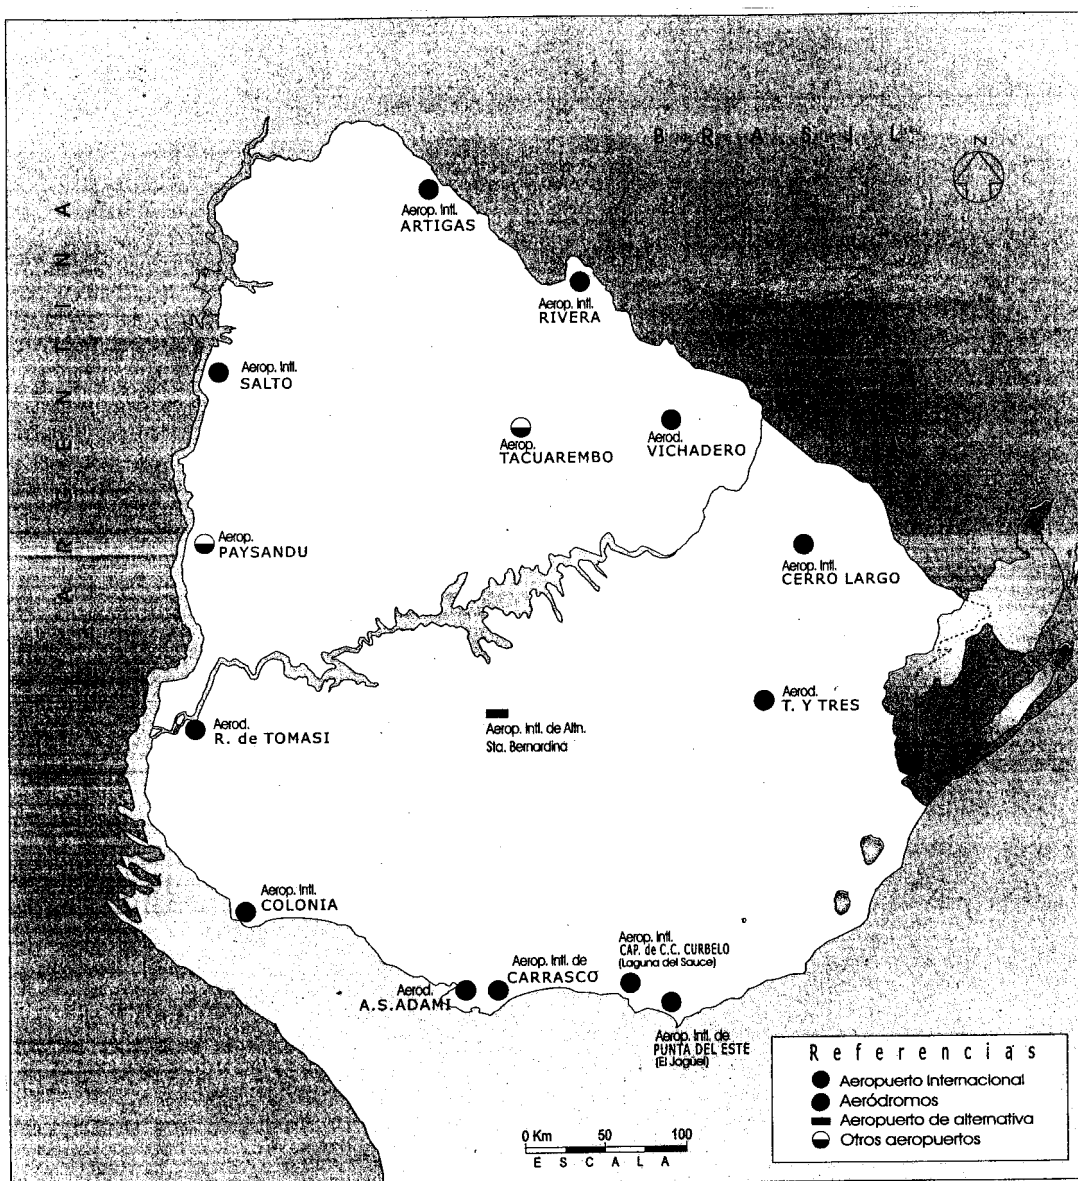 B R A S I L
N
A R G E N T I N A
Aerop. Intl.
ARTIGAS
Aerop. Intl.
RIVERA
Aerop. Intl.
SALTO
Aerop.
TACUAREMBO
Aerod.
VICHADERO
Aerop.
PAYSANDU
Aerop. Intl.
CERRO LARGO
Aerod.
T. Y TRES
Aerod.
R. de TOMASI
Aerop. Intl. de Altn.
Sta. Bernardina
Aerop. Intl.
COLONIA
Aerop. Intl.
CAP. de C.C. CURBELO
(Laguna del Sauce)
Aerop. Intl. de
CARRASCO
Aerod.
A.S.ADAMI
Aerop. Intl. de
PUNTA DEL ESTE
(El Jagüel)
Referencias
Aeropuerto Internacional
Aeródromos
Aeropuerto de alternativa
Otros aeropuertos
0 Km 50 100
E S C A L A